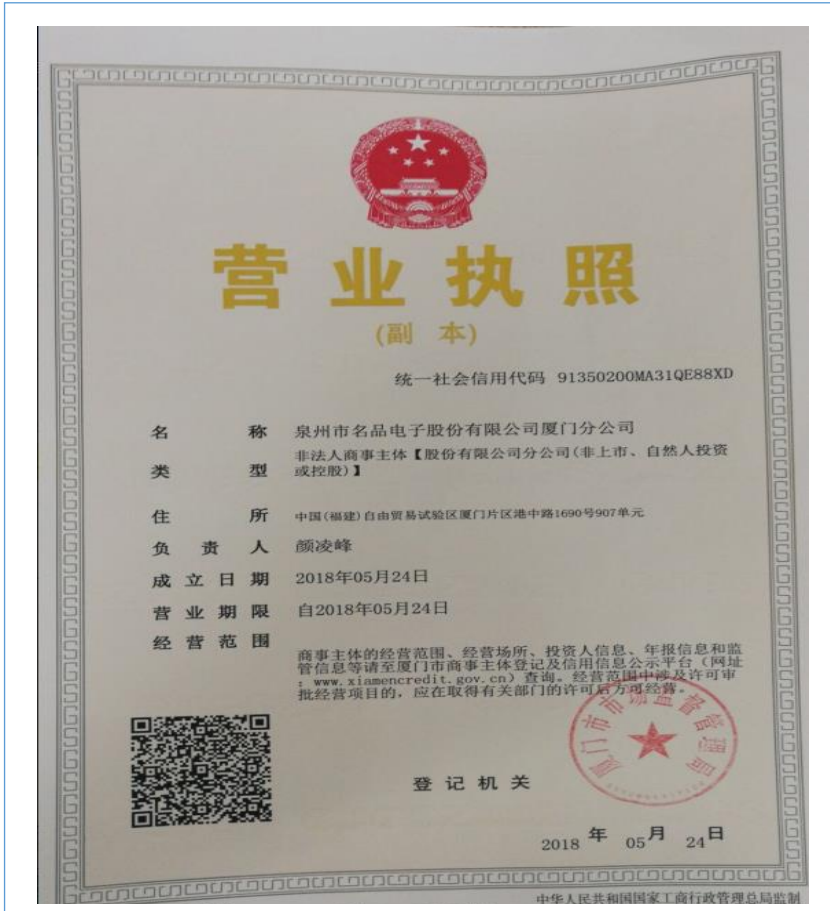 营业执照
(副 本)
统一社会信用代码 91350200MA31QE88XD
名 称 泉州市名品电子股份有限公司厦门分公司
类 型 非法人商事主体【股份有限公司分公司(非上市、自然人投资
或控股)】
住 所 中国(福建)自由贸易试验区厦门片区港中路1690号907单元
负 责 人 颜凌峰
成 立 日 期 2018年05月24日
营 业 期 限 自2018年05月24日
经 营 范 围
商事主体的经营范围、经营场所、投资人信息、年报信息和监
管信息等请至厦门市商事主体登记及信用信息公示平台(网址
:www.xiamencredit.gov.cn)查询。经营范围中涉及许可审
批经营项目的,应在取得有关部门的许可后方可经营。
厦门市市场监督管理局
登 记 机 关
2018 年 05 月 24 日
中华人民共和国国家工商行政管理总局监制